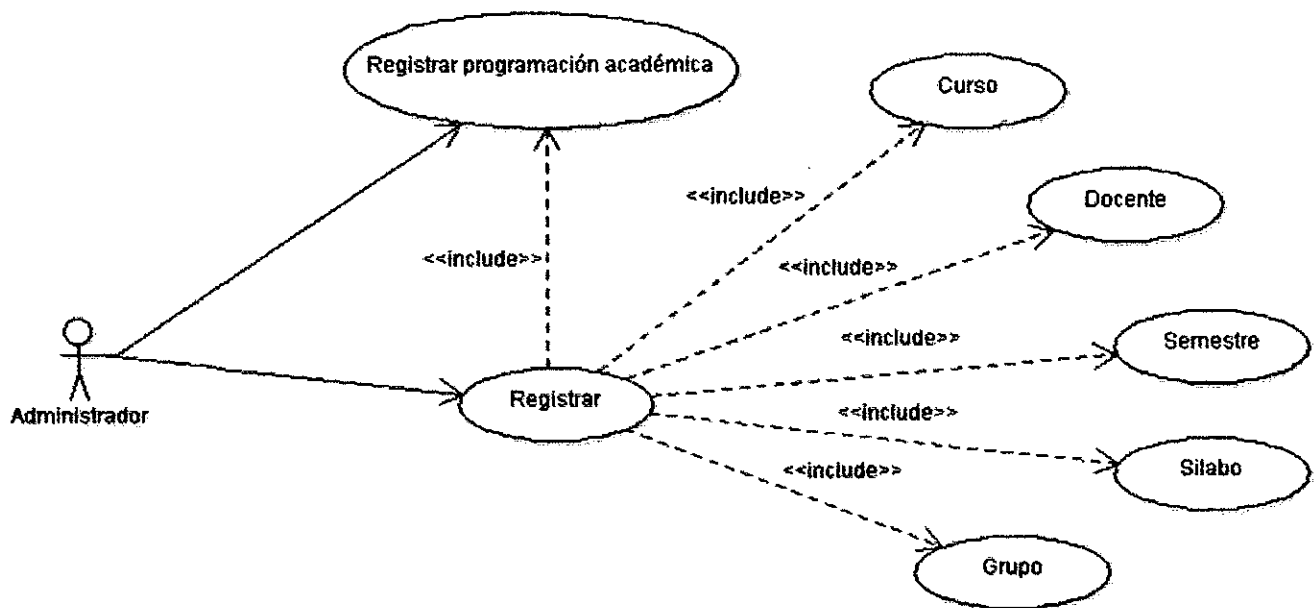 Registrar programación académica
Curso
<<include>>
Docente
<<include>>
<<include>>
<<include>>
Semestre
Administrador
Registrar
<<include>>
Silabo
<<include>>
Grupo